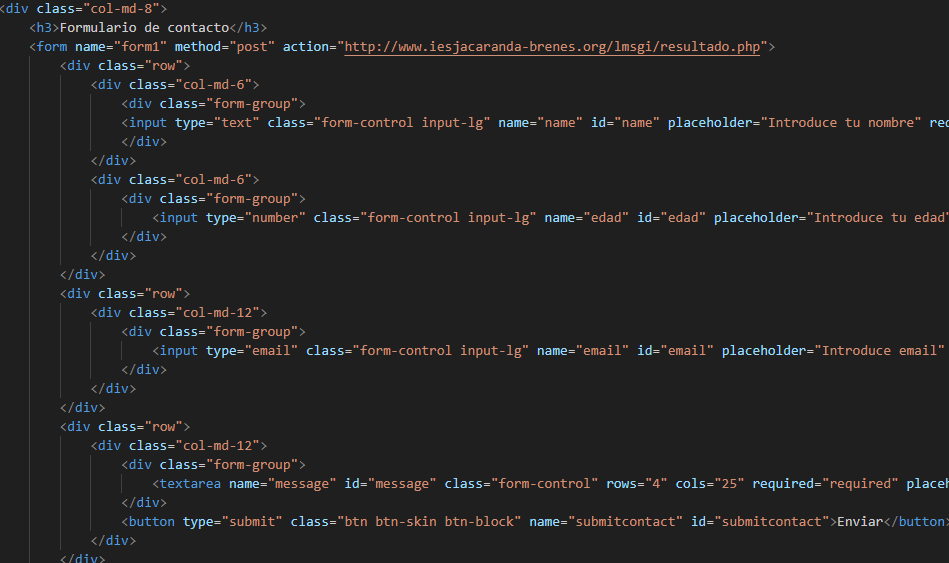 <div class="col-md-8">
<h3>Formulario de contacto</h3>
<form name="form1" method="post" action="http://www.iesjacaranda-brenes.org/lmsgi/resultado.php">
<div class="row">
<div class="col-md-6">
<div class="form-group">
<input type="text" class="form-control input-lg" name="name" id="name" placeholder="Introduce tu nombre" req
</div>
</div>
<div class="col-md-6">
<div class="form-group">
<input type="number" class="form-control input-lg" name="edad" id="edad" placeholder="Introduce tu edad"
</div>
</div>
</div>
<div class="row">
<div class="col-md-12">
<div class="form-group">
<input type="email" class="form-control input-lg" name="email" id="email" placeholder="Introduce email"
</div>
</div>
</div>
<div class="row">
<div class="col-md-12">
<div class="form-group">
<textarea name="message" id="message" class="form-control" rows="4" cols="25" required="required" placeh
</div>
<button type="submit" class="btn btn-skin btn-block" name="submitcontact" id="submitcontact">Enviar</button>
</div>
</div>